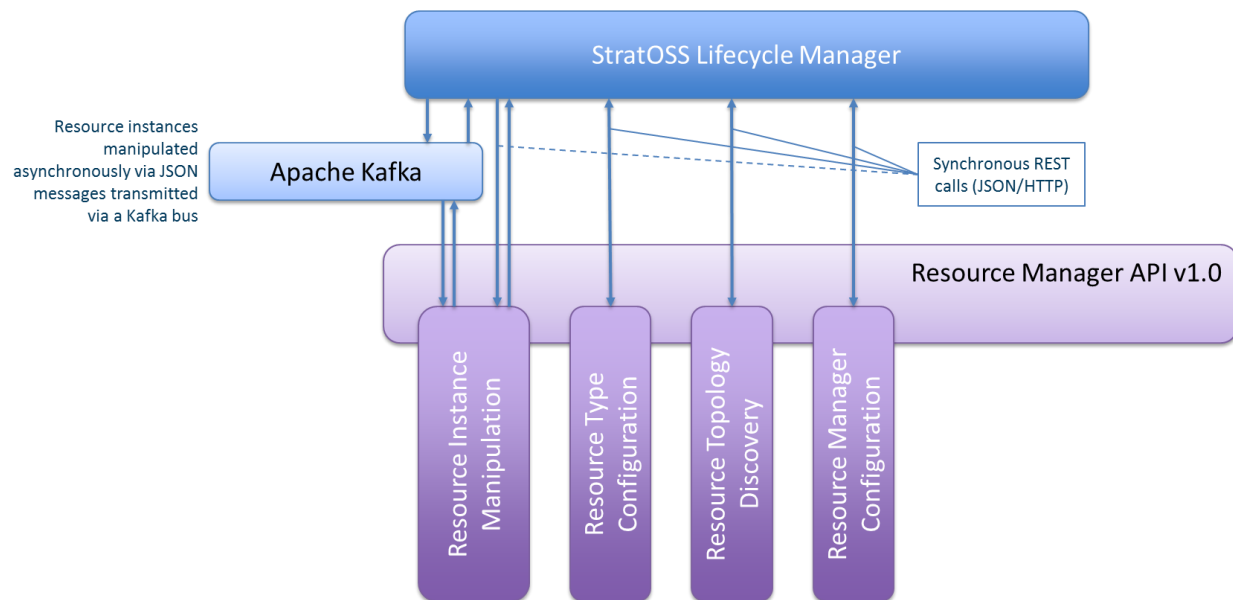 StratOSS Lifecycle Manager
Resource instances
manipulated
asynchronously via JSON
messages transmitted
via a Kafka bus
Apache Kafka
Synchronous REST
calls (JSON/HTTP)
Resource Manager API v1.0
Resource Instance
Manipulation
Resource Type
Configuration
Resource Topology
Discovery
Resource Manager
Configuration